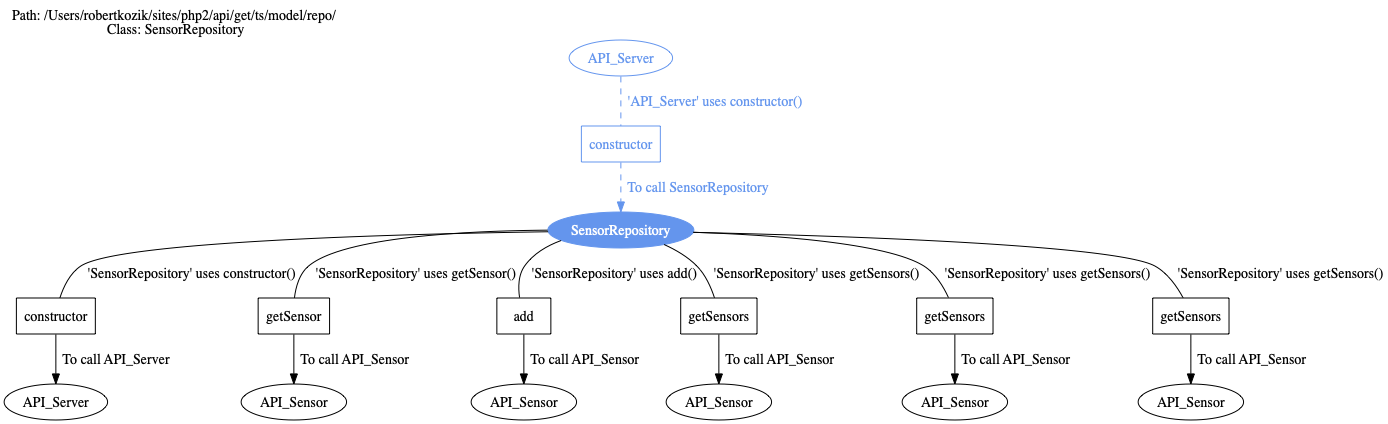 Path: /Users/robertkozik/sites/php2/api/get/ts/model/repo/
Class: SensorRepository
API_Server
'API_Server' uses constructor()
constructor
To call SensorRepository
SensorRepository
'SensorRepository' uses constructor() 'SensorRepository' uses getSensor() 'SensorRepository' uses add() 'SensorRepository' uses getSensors() 'SensorRepository' uses getSensors() 'SensorRepository' uses getSensors()
constructor getSensor add getSensors getSensors getSensors
To call API_Server To call API_Sensor To call API_Sensor To call API_Sensor To call API_Sensor To call API_Sensor
API_Server API_Sensor API_Sensor API_Sensor API_Sensor API_Sensor